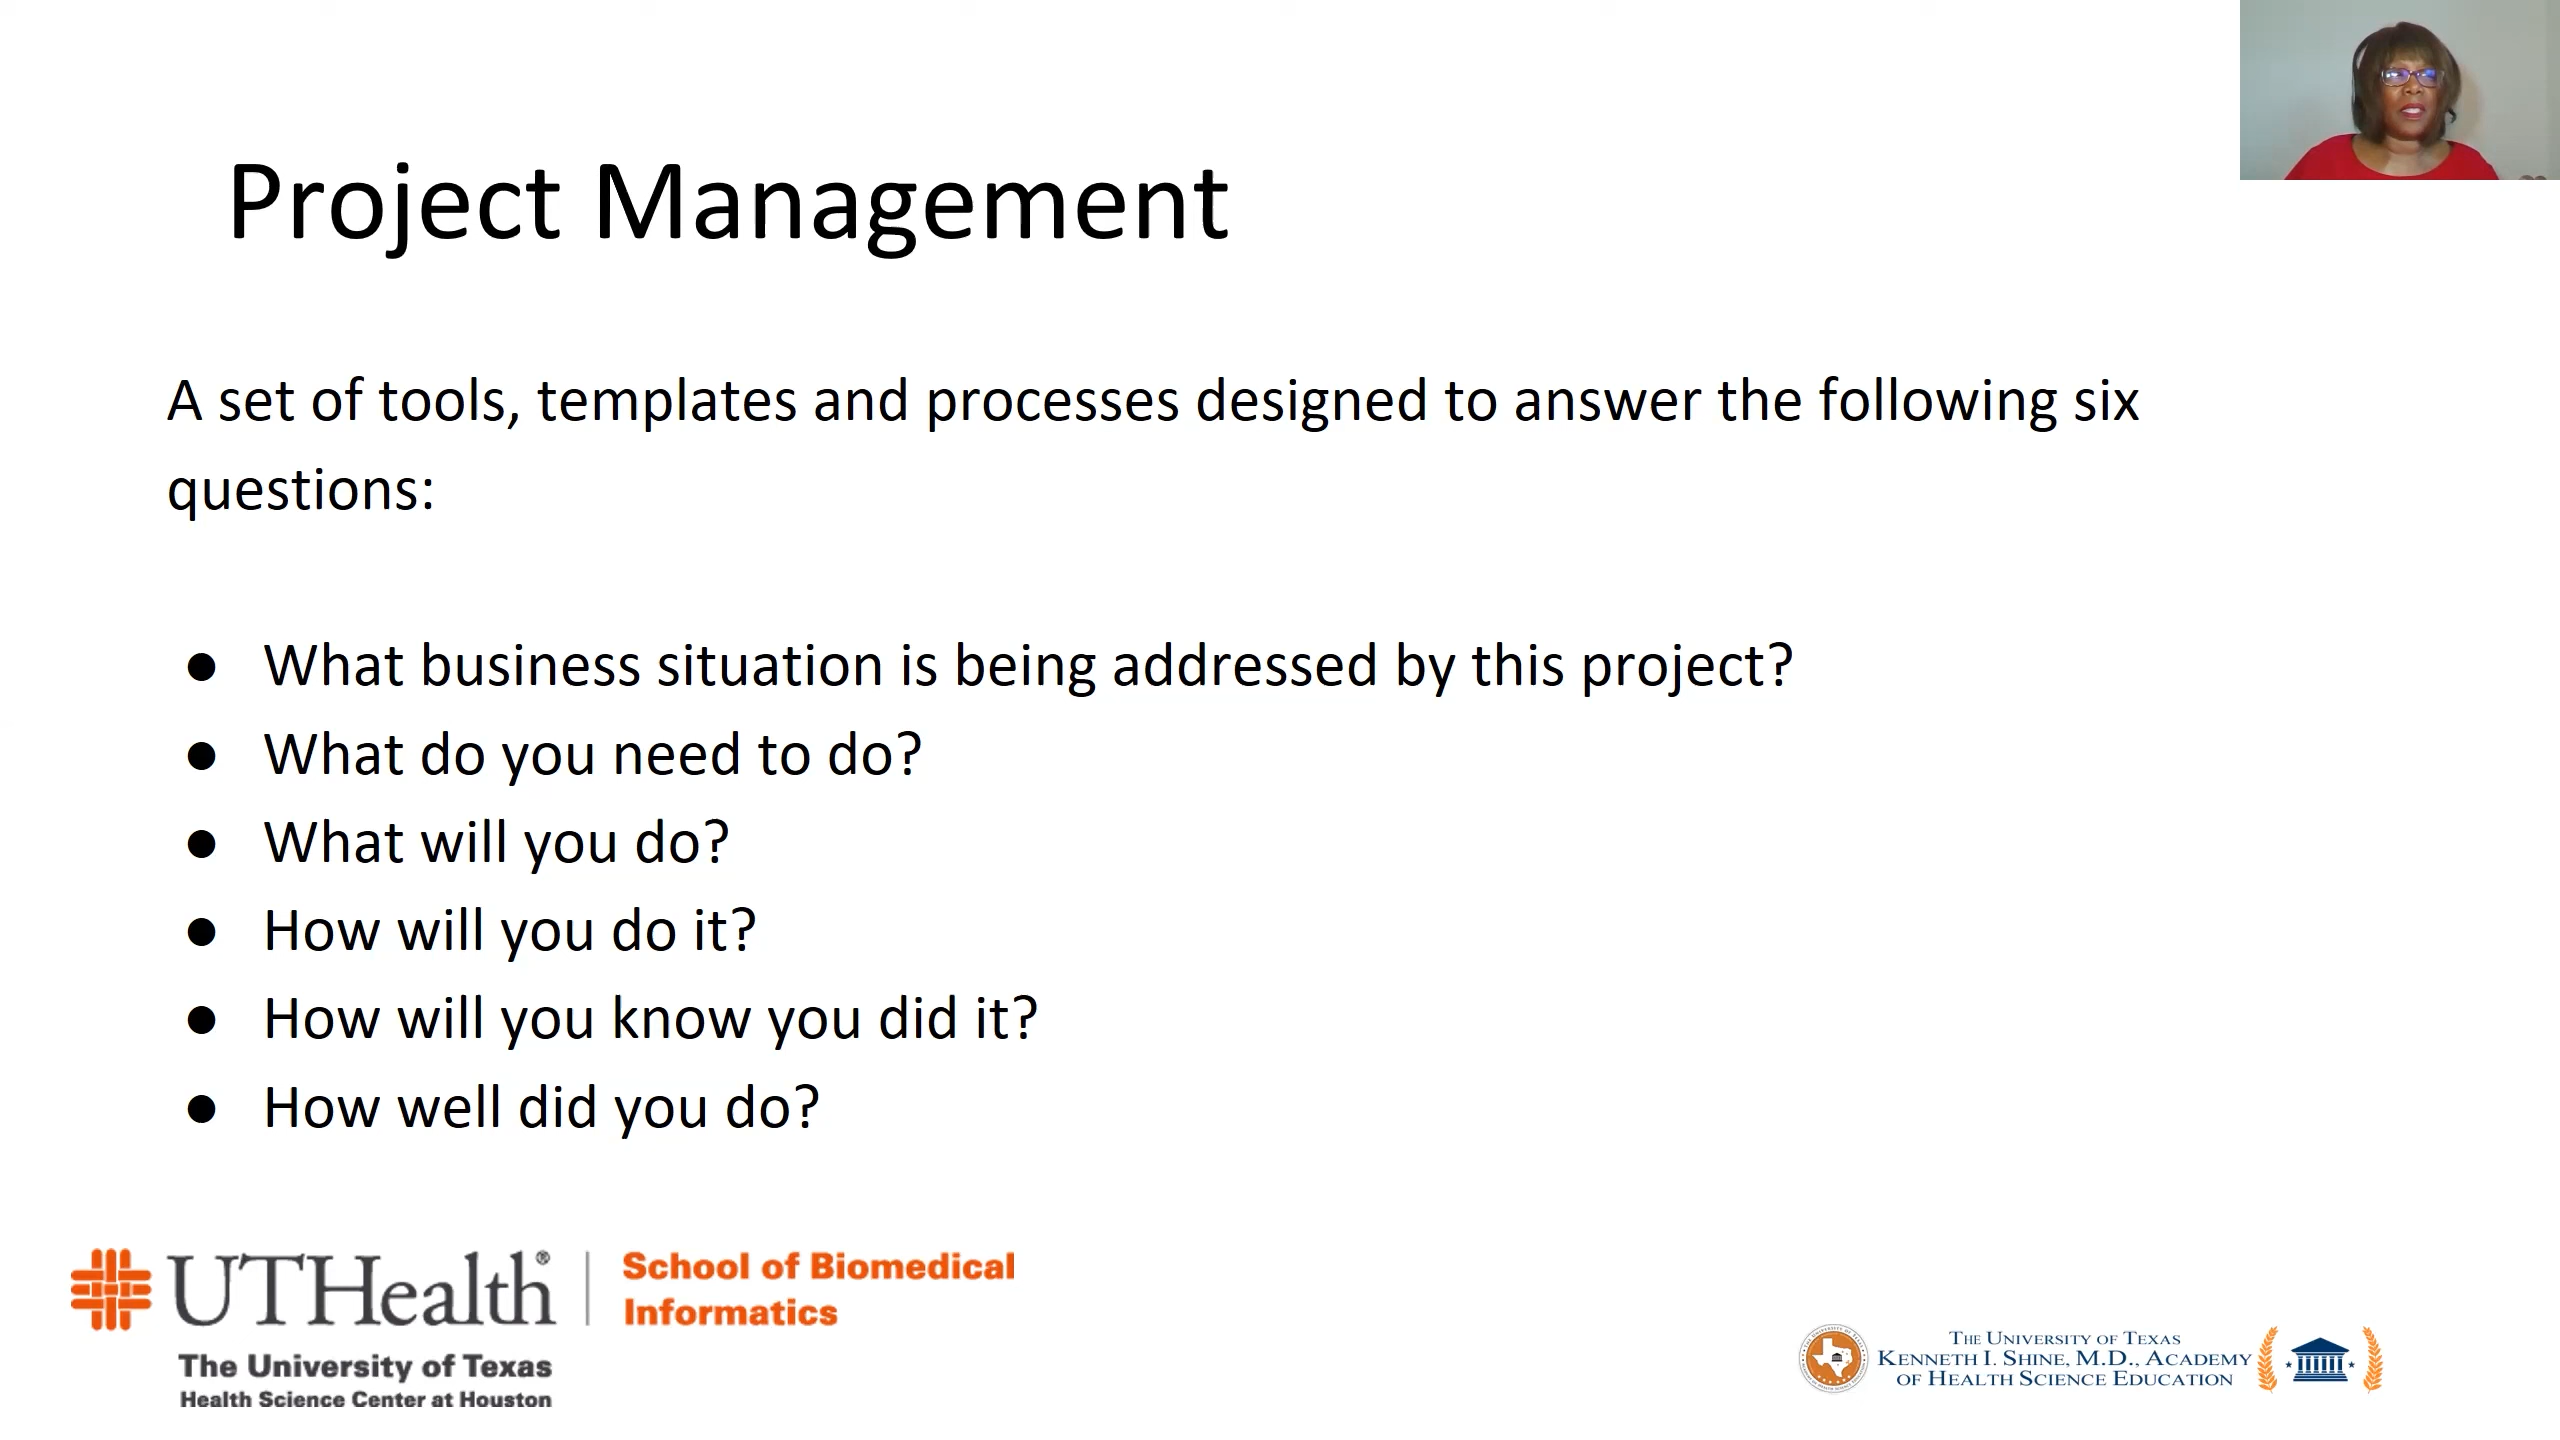 Project Management
A set of tools, templates and processes designed to answer the following six
questions:
● What business situation is being addressed by this project?
● What do you need to do?
● What will you do?
● How will you do it?
● How will you know you did it?
● How well did you do?
UTHealth®
School of Biomedical
Informatics
The University of Texas
Health Science Center at Houston
THE UNIVERSITY OF TEXAS
KENNETH I. SHINE, M.D., ACADEMY
OF HEALTH SCIENCE EDUCATION